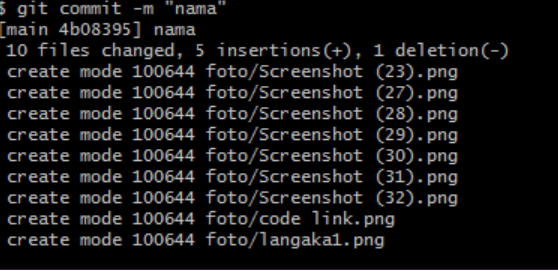 $ git commit -m "nama"
[main 4b08395] nama
10 files changed, 5 insertions(+), 1 deletion(-)
create mode 100644 foto/Screenshot (23).png
create mode 100644 foto/Screenshot (27).png
create mode 100644 foto/Screenshot (28).png
create mode 100644 foto/Screenshot (29).png
create mode 100644 foto/Screenshot (30).png
create mode 100644 foto/Screenshot (31).png
create mode 100644 foto/Screenshot (32).png
create mode 100644 foto/code link.png
create mode 100644 foto/langaka1.png